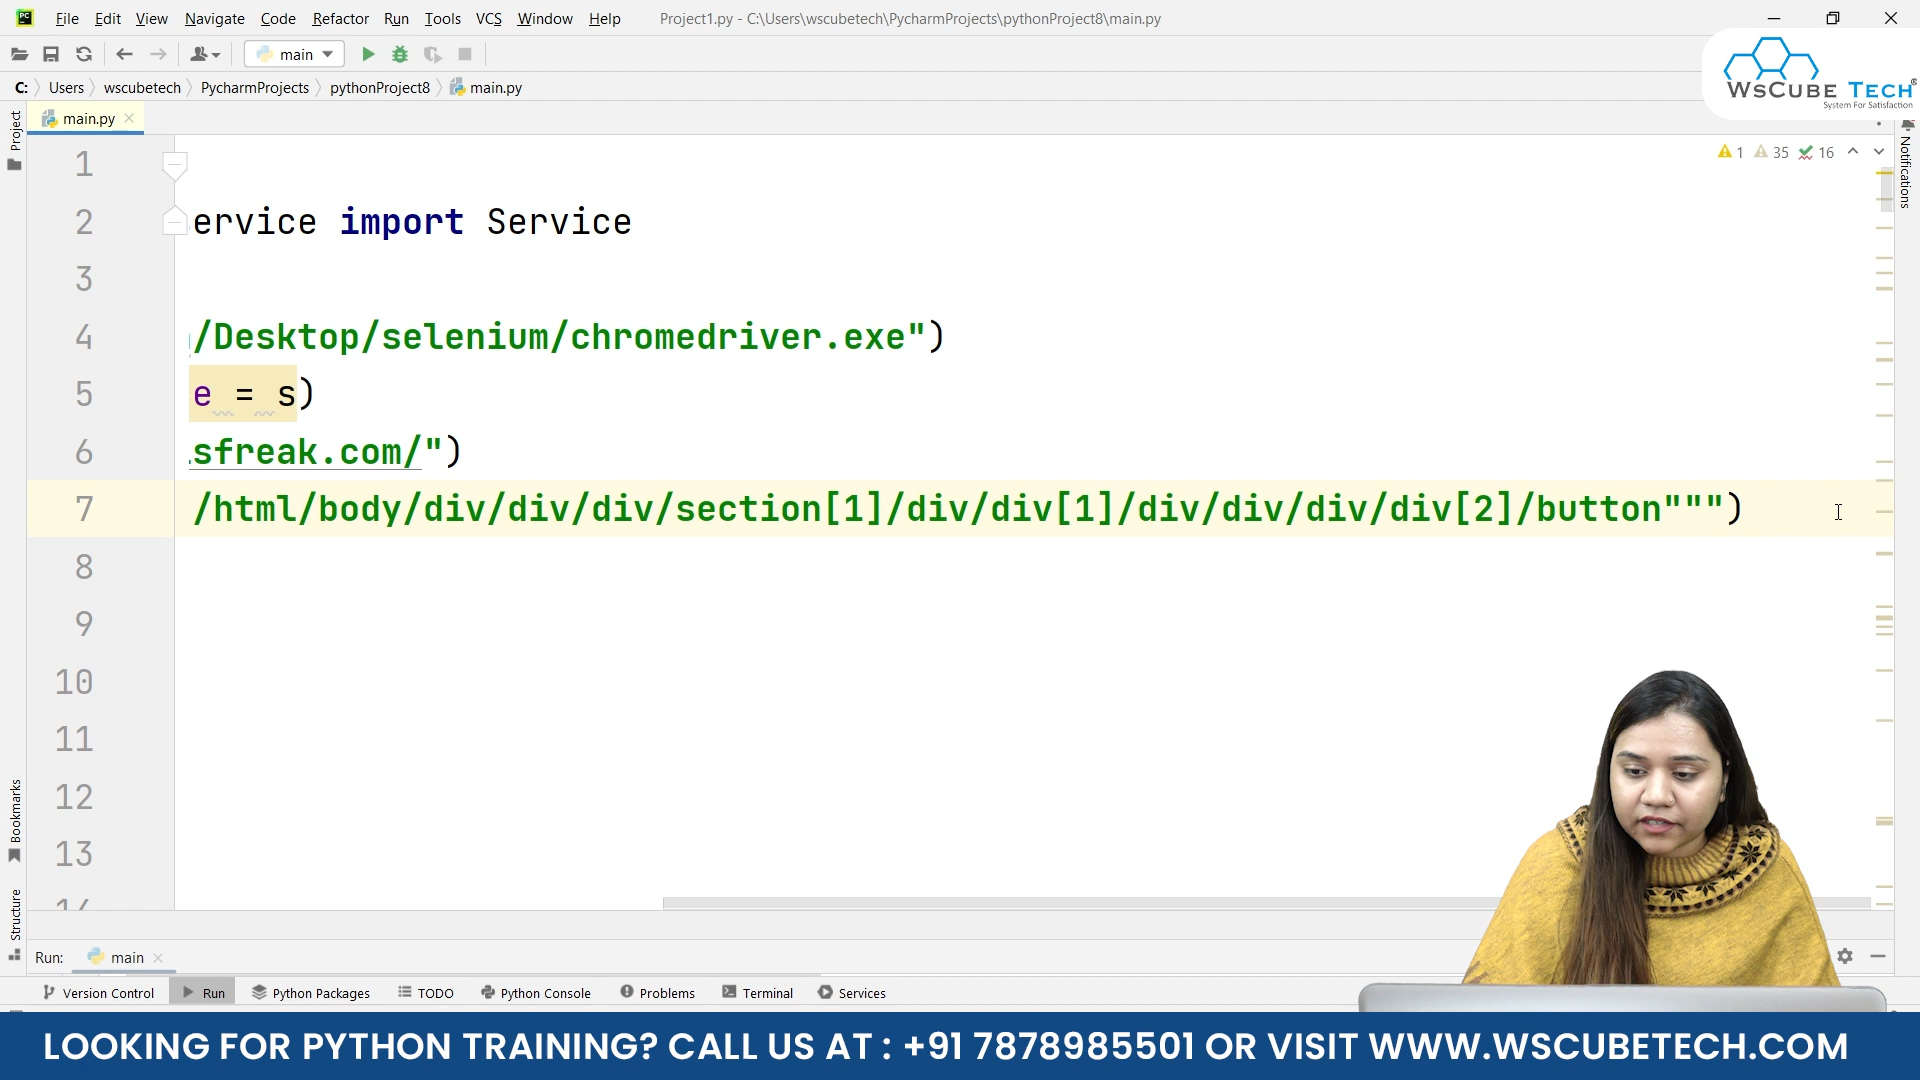 File Edit View Navigate Code Refactor Run Tools VCS Window Help Project1.py - C:\Users\wscubetech\PycharmProjects\pythonProject8\main.py
main
WsCube Tech®
System For Satisfaction
C: Users wscubetech PycharmProjects pythonProject8 main.py
Project
main.py
Notifications
1 35 16
1
2 ervice import Service
3
4 /Desktop/selenium/chromedriver.exe")
5 e = s)
6 .sfreak.com/")
7 /html/body/div/div/div/section[1]/div/div[1]/div/div/div/div[2]/button""")
8
9
10
11
12
13
14
Bookmarks
Structure
Run: main
Version Control Run Python Packages TODO Python Console Problems Terminal Services
LOOKING FOR PYTHON TRAINING? CALL US AT : +91 7878985501 OR VISIT WWW.WSCUBETECH.COM